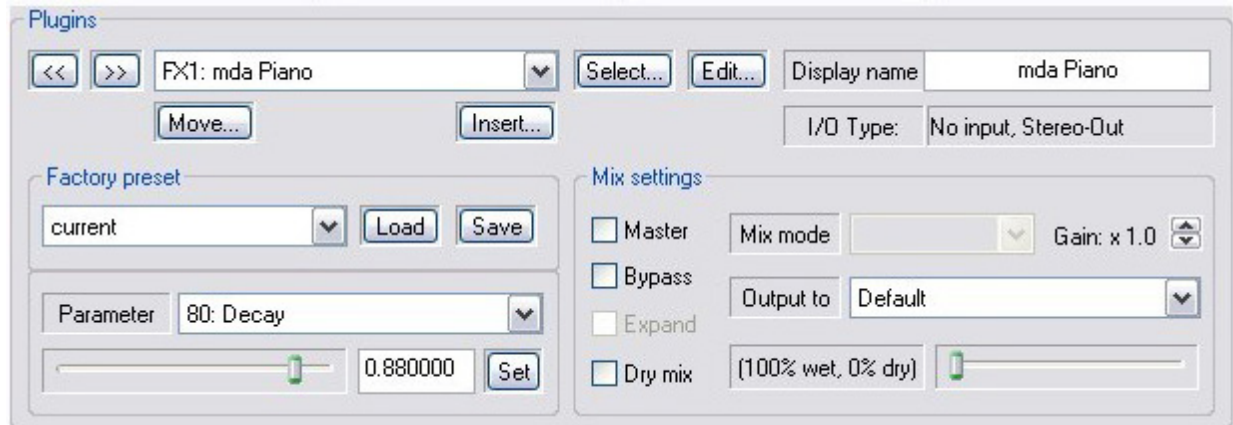 Plugins
<< >> FX1: mda Piano Select... Edit... Display name mda Piano
Move... Insert... I/O Type: No input, Stereo-Out
Factory preset
current Load Save
Parameter 80: Decay
0.880000 Set
Mix settings
Master Mix mode Gain: x 1.0
Bypass
Output to Default
Expand
Dry mix (100% wet, 0% dry)